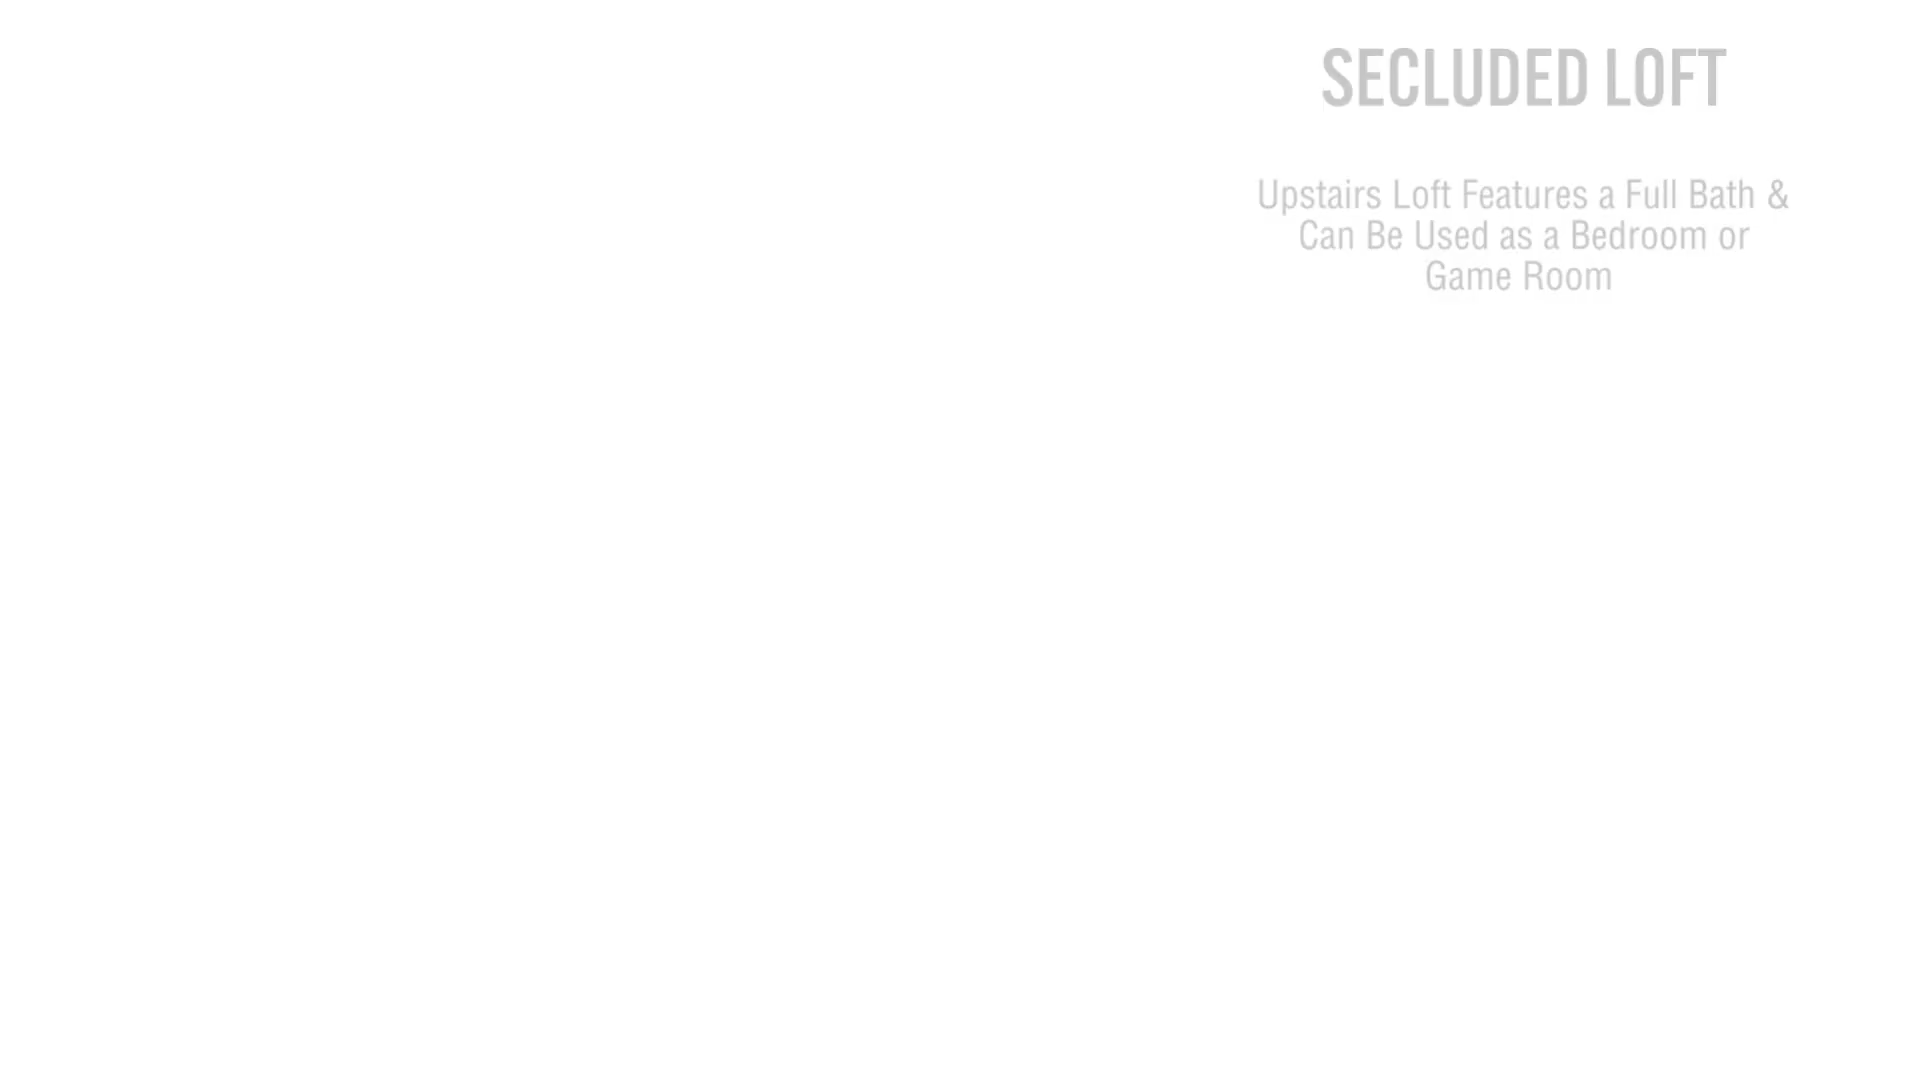 SECLUDED LOFT
Upstairs Loft Features a Full Bath &
Can Be Used as a Bedroom or
Game Room